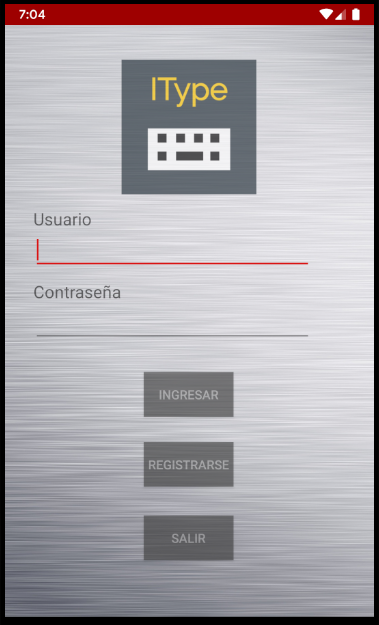 7:04
IType
Usuario
Contraseña
INGRESAR
REGISTRARSE
SALIR